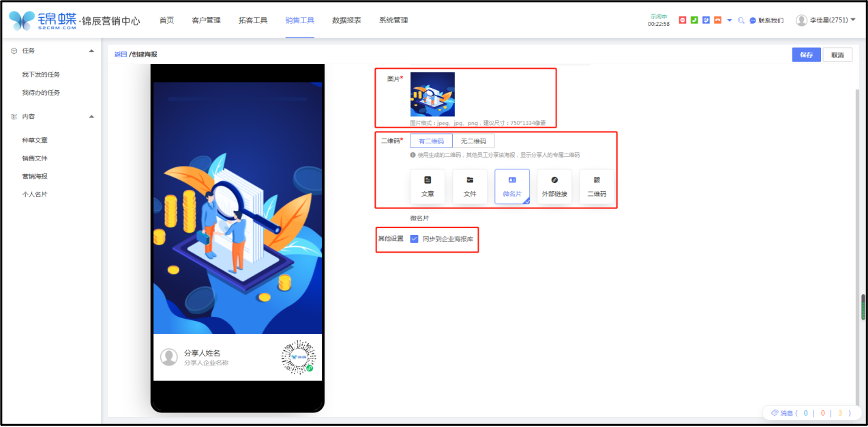 锦蝶
SZCRM.COM
·锦辰营销中心
首页
客户管理
拓客工具
销售工具
数据报表
系统管理
示闲中
00:22:58
联系我们
李佳星(2751)
任务
我下发的任务
我待办的任务
内容
种草文章
销售文件
营销海报
个人名片
返回 /创建海报
保存
取消
图片*
图片格式：jpeg、jpg、png，建议尺寸：750*1334像素
二维码*
有二维码
无二维码
使用生成的二维码，其他员工分享该海报，显示分享人的专属二维码
文章
文件
微名片
外部链接
二维码
微名片
其他设置
同步到企业海报库
分享人姓名
分享人企业名称
消息 ( 0 | 0 | 3 )